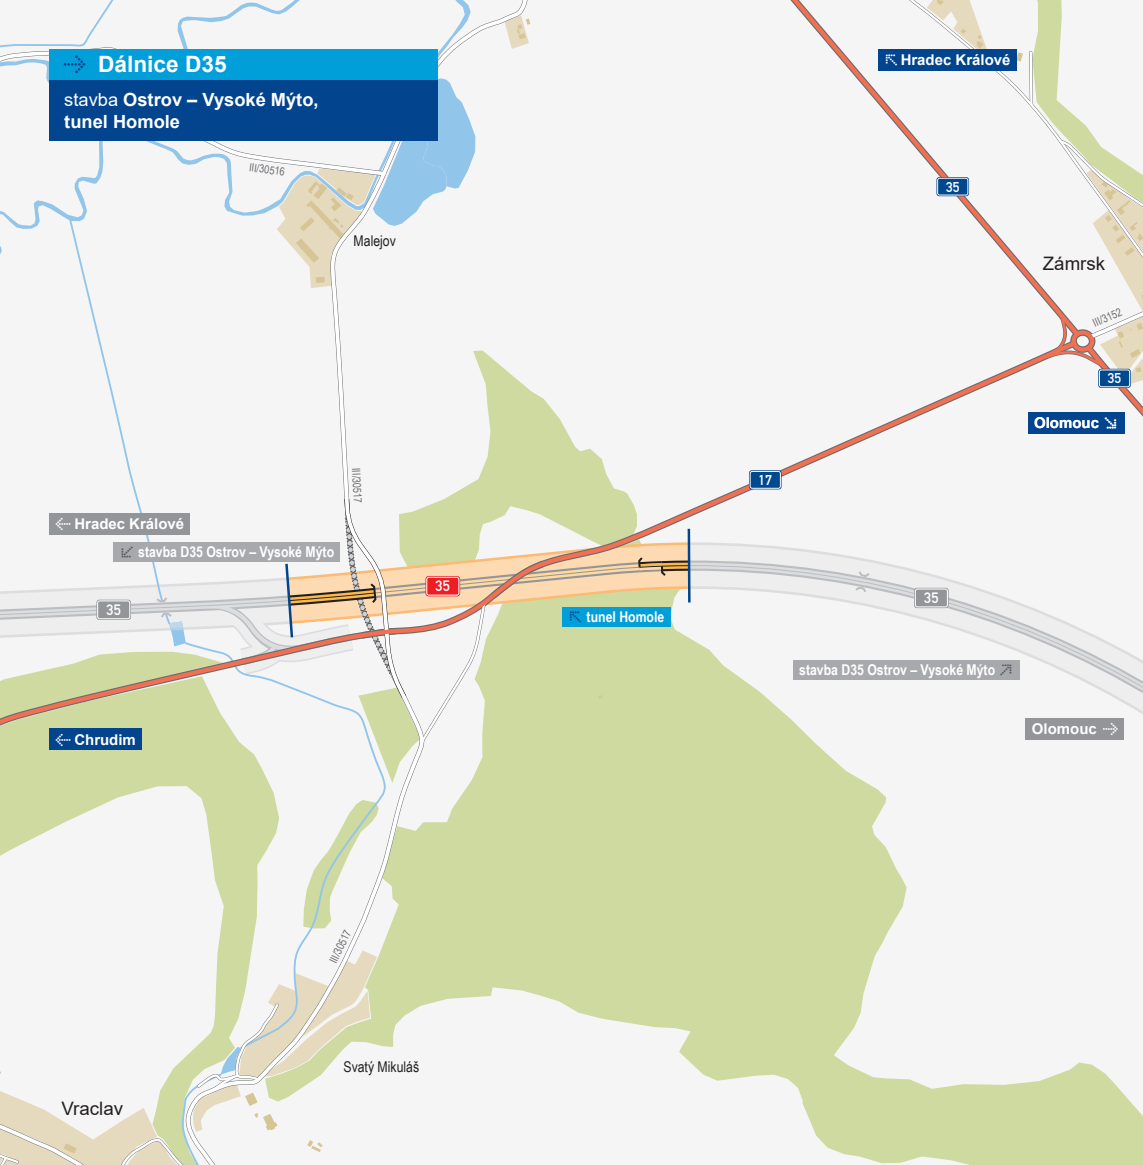 Dálnice D35
stavba Ostrov – Vysoké Mýto,
tunel Homole
Hradec Králové
III/30516
35
Malejov
Zámrsk
III/3152
35
Olomouc
III/30517
17
Hradec Králové
stavba D35 Ostrov – Vysoké Mýto
35
35
35
tunel Homole
stavba D35 Ostrov – Vysoké Mýto
Olomouc
Chrudim
III/30517
Svatý Mikuláš
Vraclav